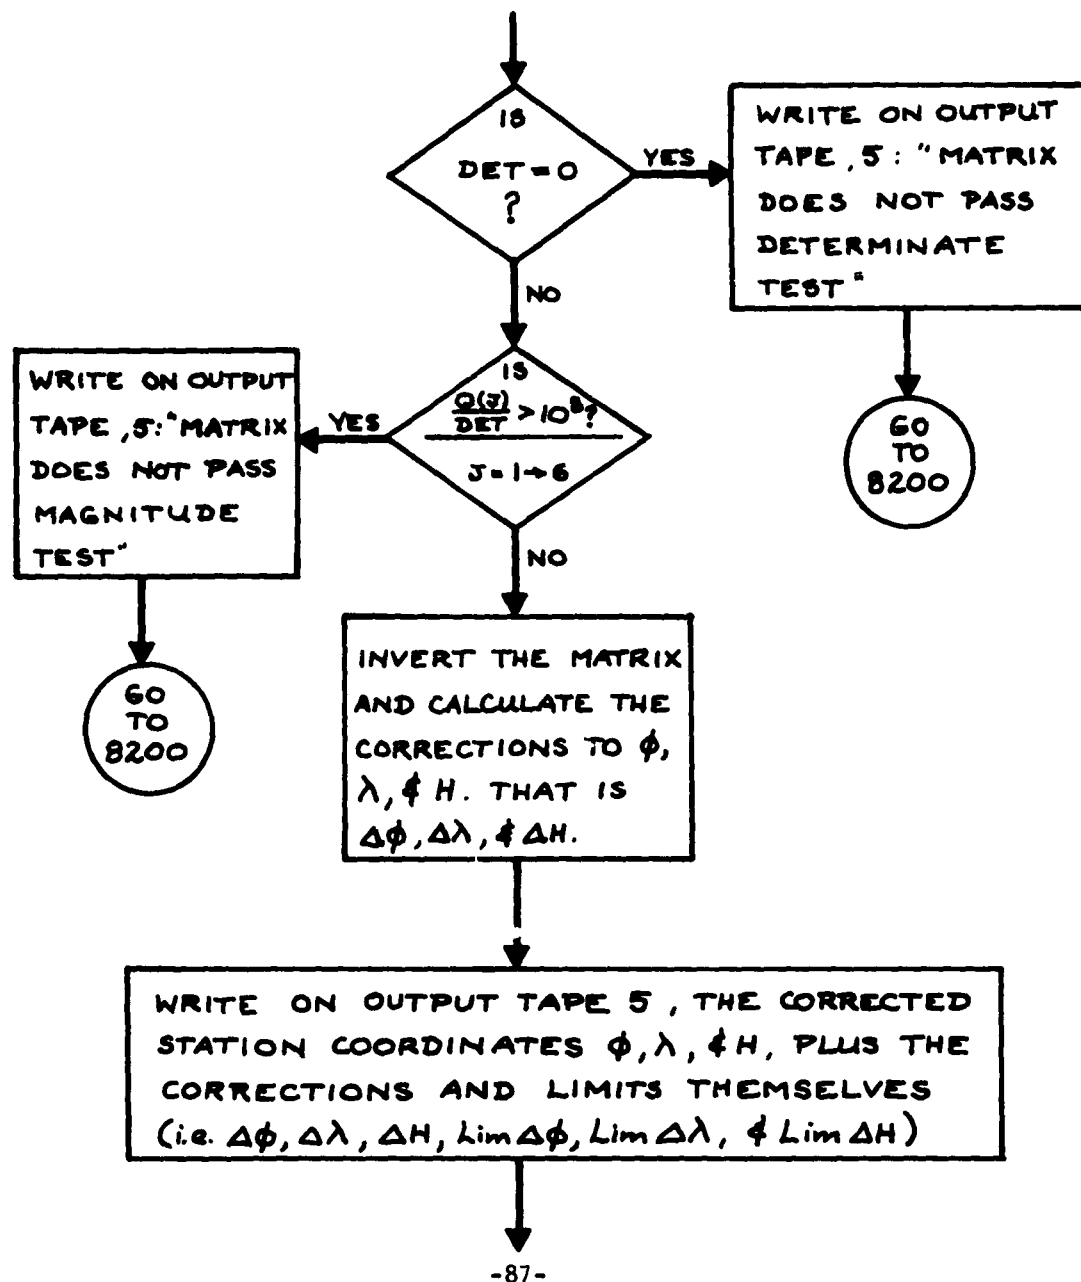 IS
DET = 0
?
YES
WRITE ON OUTPUT
TAPE, 5: "MATRIX
DOES NOT PASS
DETERMINATE
TEST"
NO
GO
TO
8200
IS
Q(J)
DET > 10⁸?
J = 1→6
YES
WRITE ON OUTPUT
TAPE, 5: "MATRIX
DOES NOT PASS
MAGNITUDE
TEST"
GO
TO
8200
NO
INVERT THE MATRIX
AND CALCULATE THE
CORRECTIONS TO ϕ,
λ, & H. THAT IS
Δϕ, Δλ, & ΔH.
WRITE ON OUTPUT TAPE 5, THE CORRECTED
STATION COORDINATES ϕ, λ, & H, PLUS THE
CORRECTIONS AND LIMITS THEMSELVES
(i.e. Δϕ, Δλ, ΔH, Lim Δϕ, Lim Δλ, & Lim ΔH)
-87-